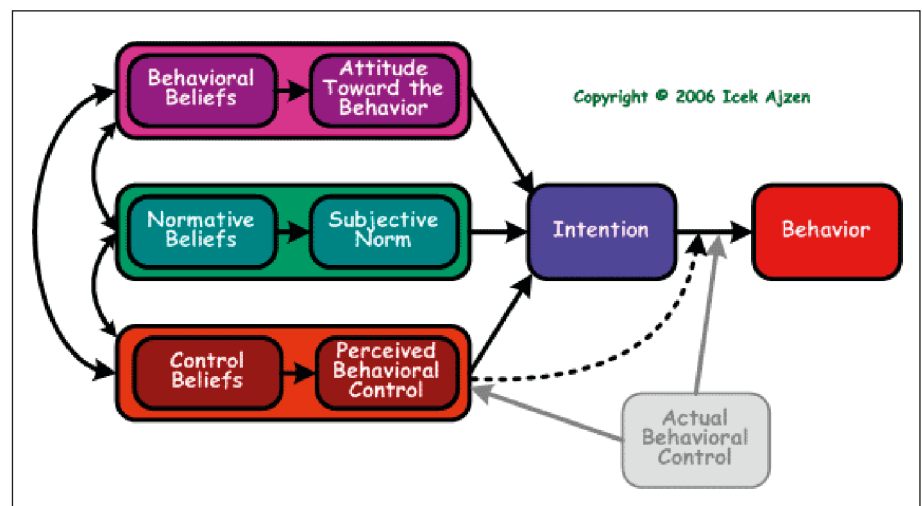 Behavioral
Beliefs
Attitude
Toward the
Behavior
Copyright © 2006 Icek Ajzen
Normative
Beliefs
Subjective
Norm
Intention
Behavior
Control
Beliefs
Perceived
Behavioral
Control
Actual
Behavioral
Control